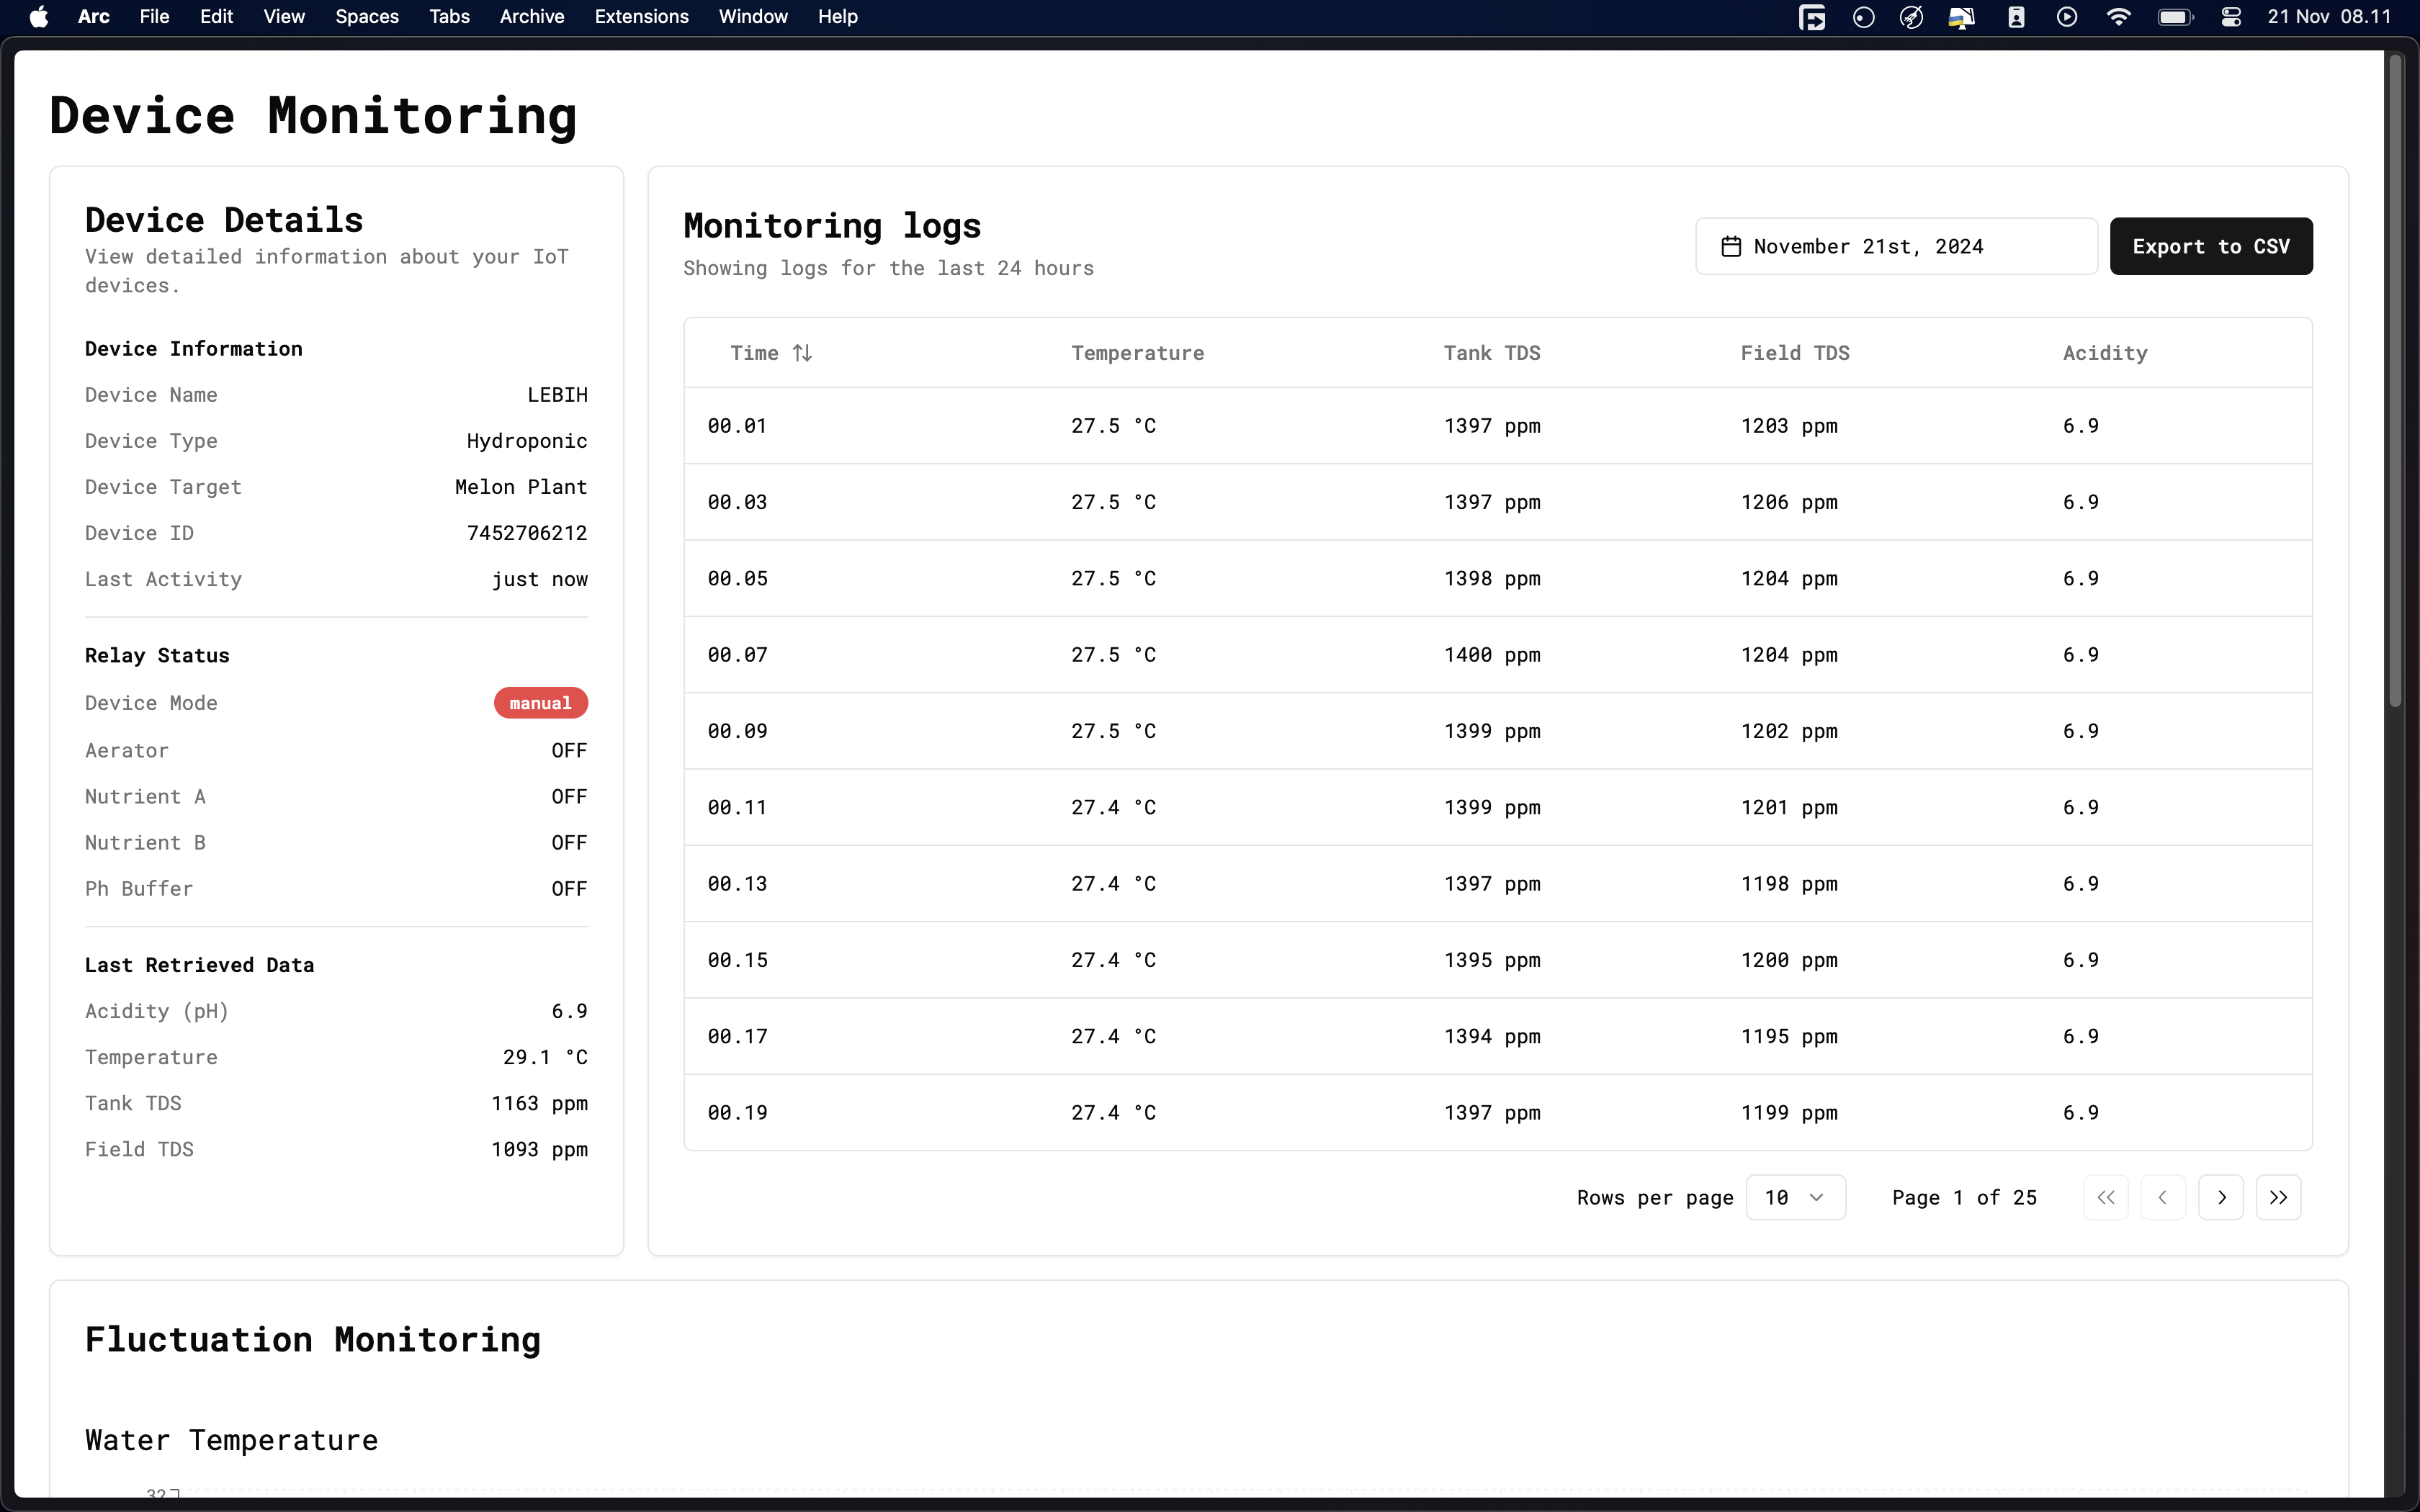 Arc File Edit View Spaces Tabs Archive Extensions Window Help 21 Nov 08.11
Device Monitoring
Device Details
View detailed information about your IoT
devices.
Device Information
Device Name LEBIH
Device Type Hydroponic
Device Target Melon Plant
Device ID 7452706212
Last Activity just now
Relay Status
Device Mode manual
Aerator OFF
Nutrient A OFF
Nutrient B OFF
Ph Buffer OFF
Last Retrieved Data
Acidity (pH) 6.9
Temperature 29.1 °C
Tank TDS 1163 ppm
Field TDS 1093 ppm
Monitoring logs
Showing logs for the last 24 hours
November 21st, 2024
Export to CSV
Time Temperature Tank TDS Field TDS Acidity
00.01 27.5 °C 1397 ppm 1203 ppm 6.9
00.03 27.5 °C 1397 ppm 1206 ppm 6.9
00.05 27.5 °C 1398 ppm 1204 ppm 6.9
00.07 27.5 °C 1400 ppm 1204 ppm 6.9
00.09 27.5 °C 1399 ppm 1202 ppm 6.9
00.11 27.4 °C 1399 ppm 1201 ppm 6.9
00.13 27.4 °C 1397 ppm 1198 ppm 6.9
00.15 27.4 °C 1395 ppm 1200 ppm 6.9
00.17 27.4 °C 1394 ppm 1195 ppm 6.9
00.19 27.4 °C 1397 ppm 1199 ppm 6.9
Rows per page 10 Page 1 of 25
Fluctuation Monitoring
Water Temperature
32